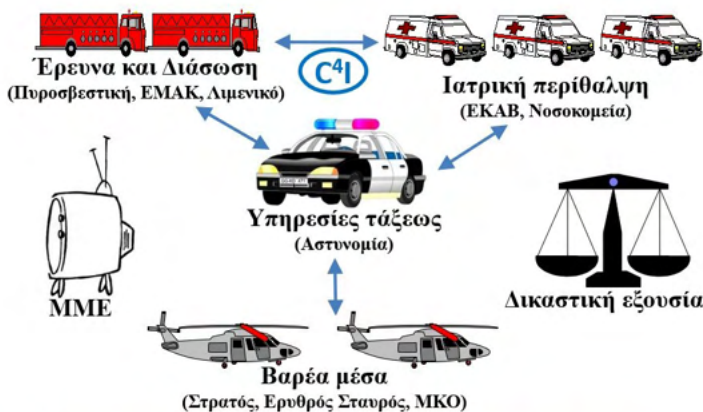 C⁴I
Έρευνα και Διάσωση
(Πυροσβεστική, ΕΜΑΚ, Λιμενικό)
Ιατρική περίθαλψη
(ΕΚΑΒ, Νοσοκομεία)
Υπηρεσίες τάξεως
(Αστυνομία)
ΜΜΕ
Δικαστική εξουσία
Βαρέα μέσα
(Στρατός, Ερυθρός Σταυρός, ΜΚΟ)